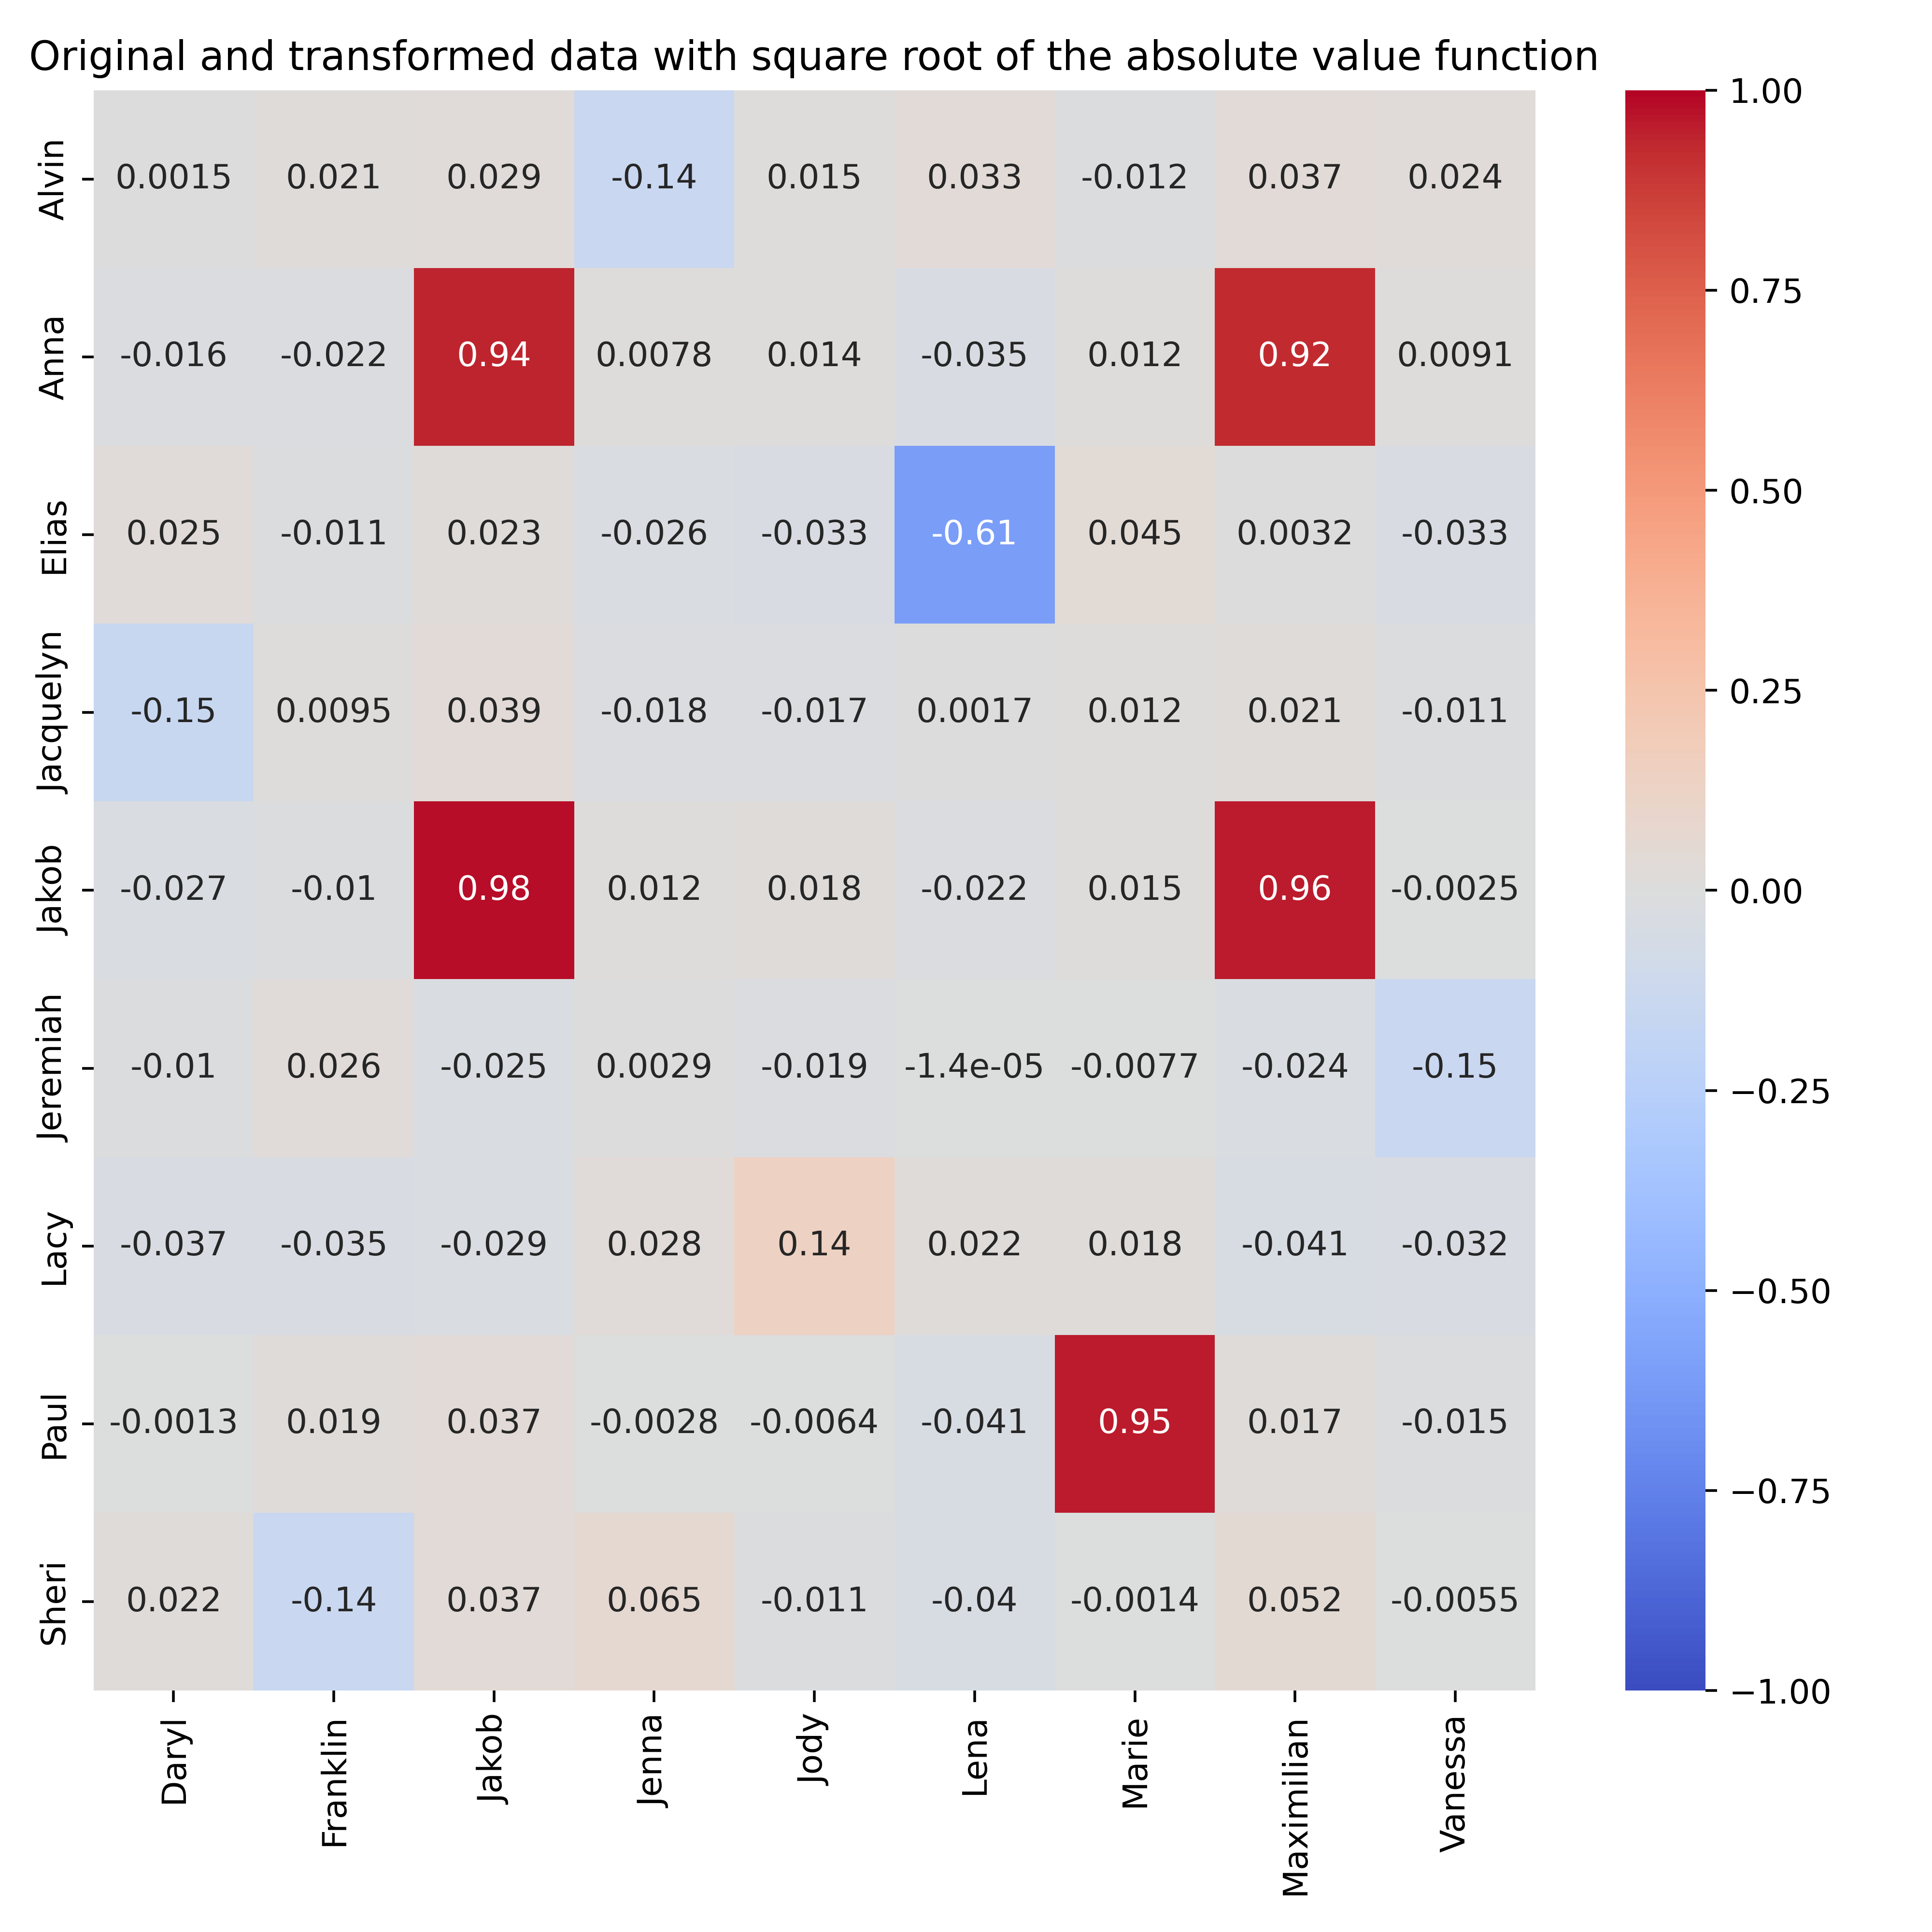 Original and transformed data with square root of the absolute value function
Alvin 0.0015 0.021 0.029 -0.14 0.015 0.033 -0.012 0.037 0.024
Anna -0.016 -0.022 0.94 0.0078 0.014 -0.035 0.012 0.92 0.0091
Elias 0.025 -0.011 0.023 -0.026 -0.033 -0.61 0.045 0.0032 -0.033
Jacquelyn -0.15 0.0095 0.039 -0.018 -0.017 0.0017 0.012 0.021 -0.011
Jakob -0.027 -0.01 0.98 0.012 0.018 -0.022 0.015 0.96 -0.0025
Jeremiah -0.01 0.026 -0.025 0.0029 -0.019 -1.4e-05 -0.0077 -0.024 -0.15
Lacy -0.037 -0.035 -0.029 0.028 0.14 0.022 0.018 -0.041 -0.032
Paul -0.0013 0.019 0.037 -0.0028 -0.0064 -0.041 0.95 0.017 -0.015
Sheri 0.022 -0.14 0.037 0.065 -0.011 -0.04 -0.0014 0.052 -0.0055
Daryl Franklin Jakob Jenna Jody Lena Marie Maximilian Vanessa
1.00
0.75
0.50
0.25
0.00
−0.25
−0.50
−0.75
−1.00